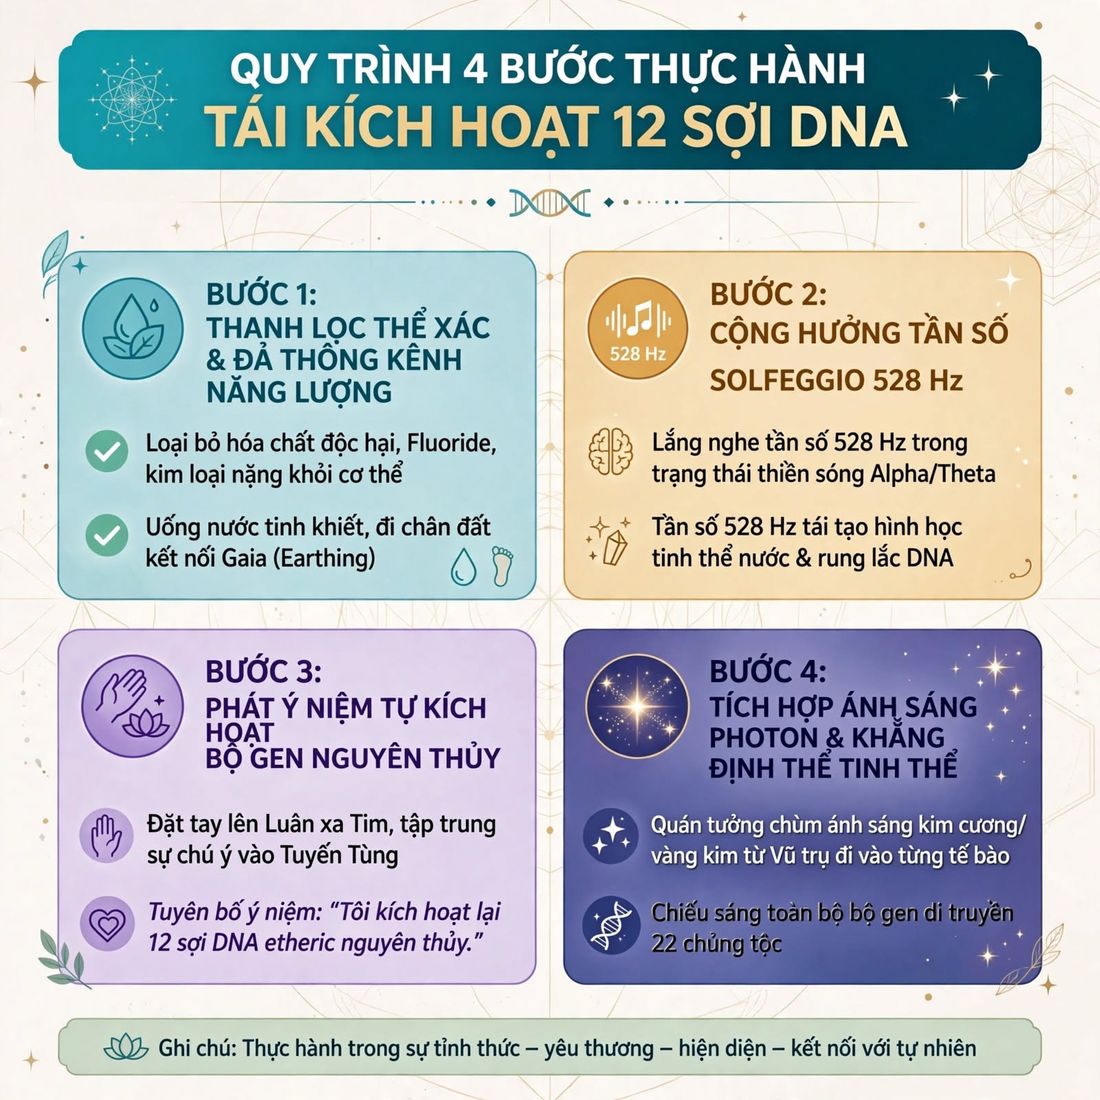 QUY TRÌNH 4 BƯỚC THỰC HÀNH
TÁI KÍCH HOẠT 12 SỢI DNA
BƯỚC 1:
THANH LỌC THỂ XÁC
& ĐẢ THÔNG KÊNH
NĂNG LƯỢNG
Loại bỏ hóa chất độc hại, Fluoride,
kim loại nặng khỏi cơ thể
Uống nước tinh khiết, đi chân đất
kết nối Gaia (Earthing)
528 Hz
BƯỚC 2:
CỘNG HƯỞNG TẦN SỐ
SOLFEGGIO 528 Hz
Lắng nghe tần số 528 Hz trong
trạng thái thiền sóng Alpha/Theta
Tần số 528 Hz tái tạo hình học
tinh thể nước & rung lắc DNA
BƯỚC 3:
PHÁT Ý NIỆM TỰ KÍCH
HOẠT
BỘ GEN NGUYÊN THỦY
Đặt tay lên Luân xa Tim, tập trung
sự chú ý vào Tuyến Tùng
Tuyên bố ý niệm: “Tôi kích hoạt lại
12 sợi DNA etheric nguyên thủy.”
BƯỚC 4:
TÍCH HỢP ÁNH SÁNG
PHOTON & KHẲNG
ĐỊNH THỂ TINH THỂ
Quán tưởng chùm ánh sáng kim cương/
vàng kim từ Vũ trụ đi vào từng tế bào
Chiếu sáng toàn bộ bộ gen di truyền
22 chủng tộc
Ghi chú: Thực hành trong sự tỉnh thức – yêu thương – hiện diện – kết nối với tự nhiên